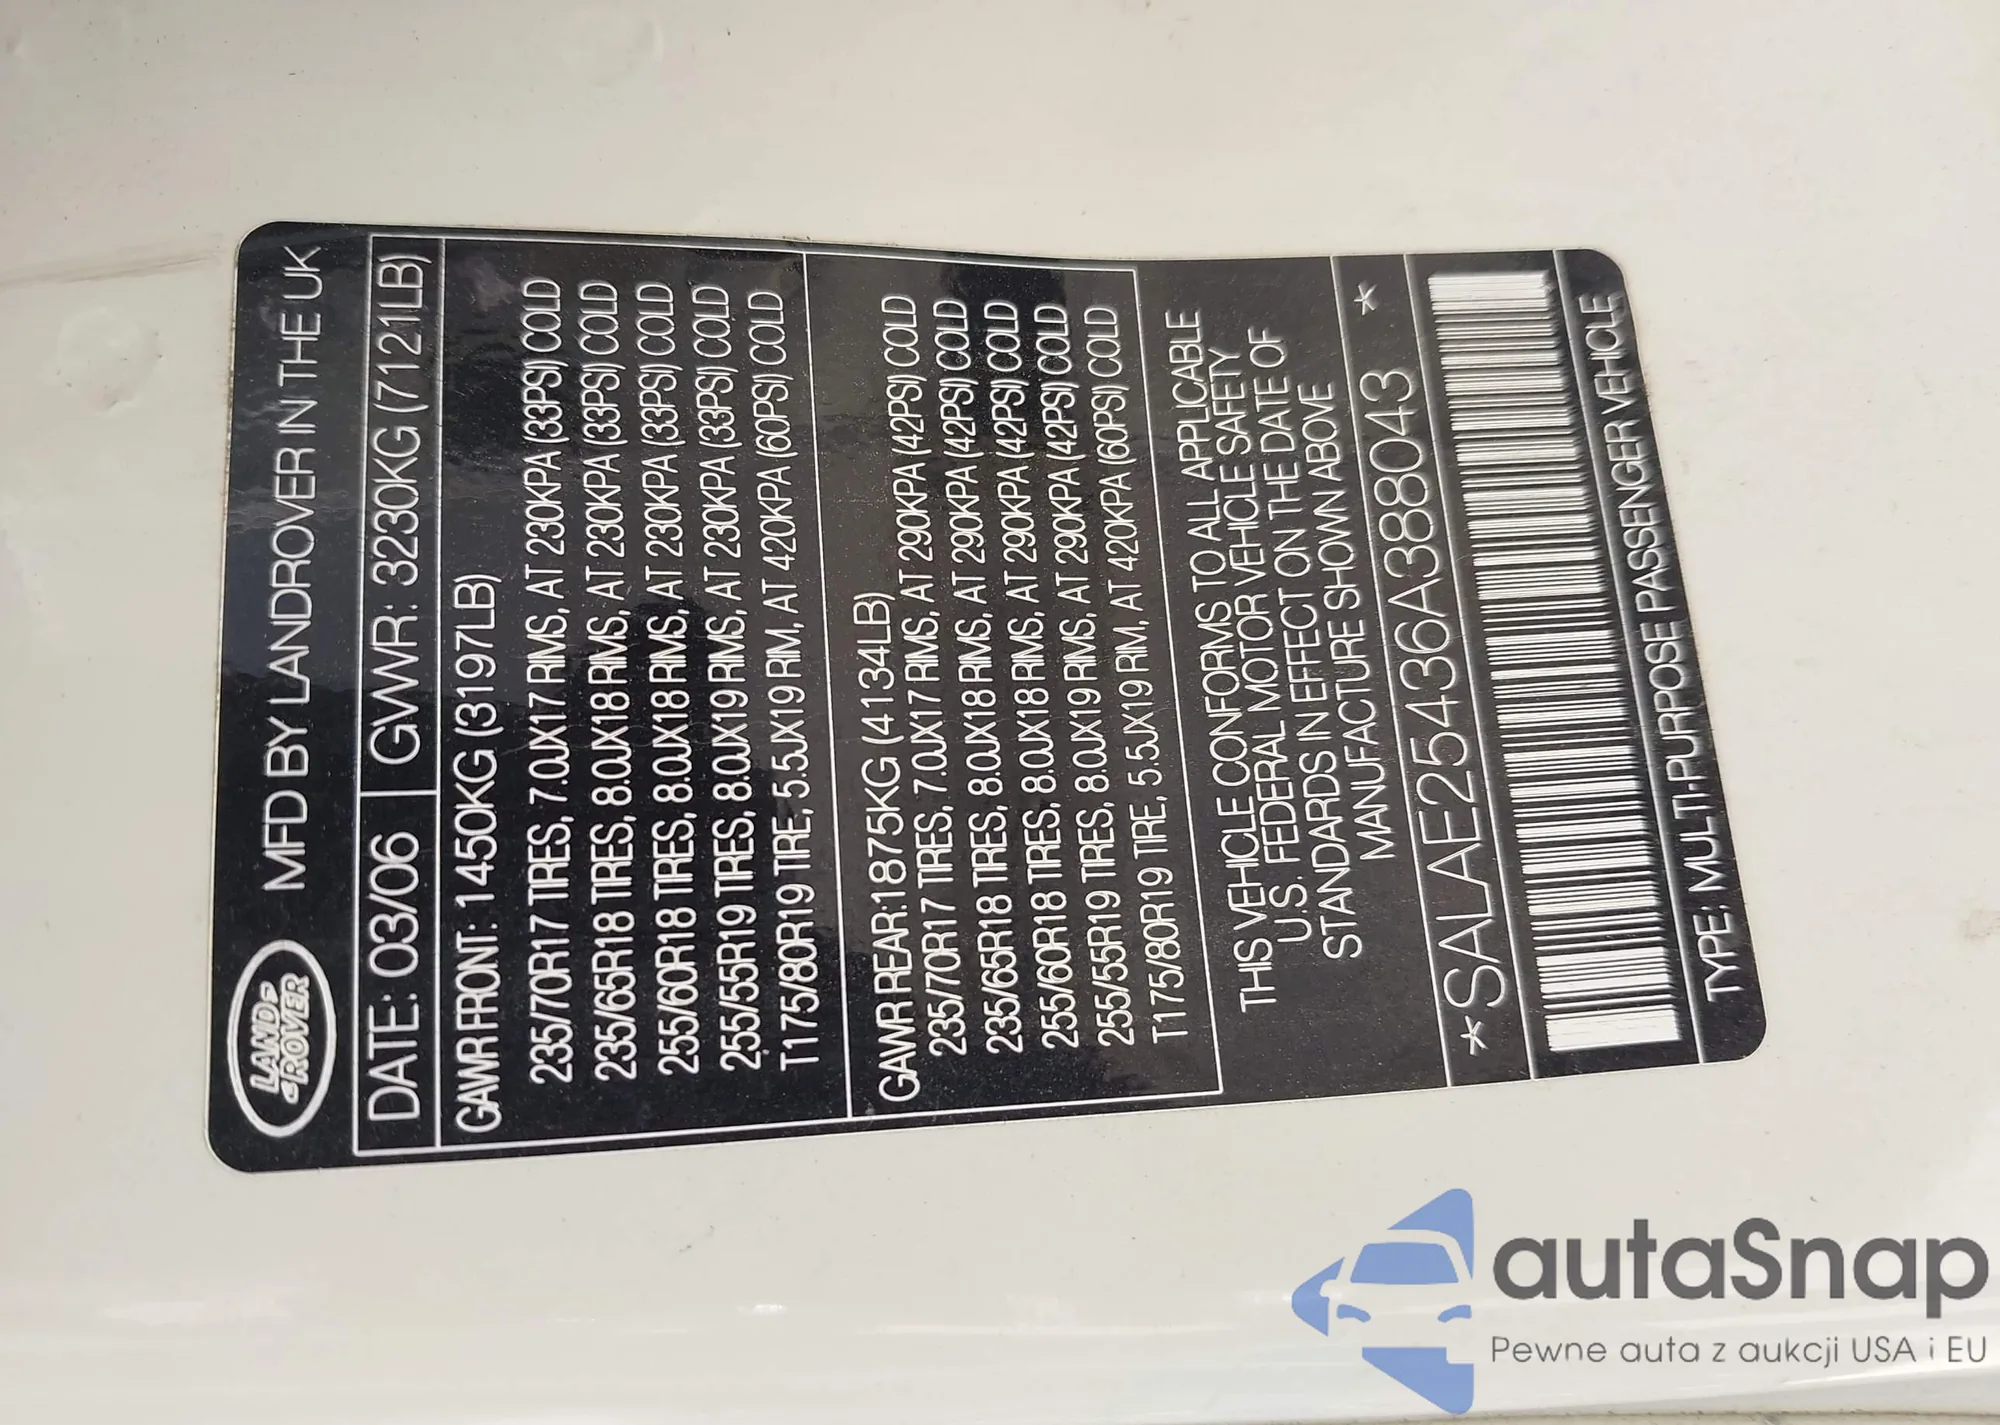 LAND ROVER
MFD BY LANDROVER IN THE UK
DATE: 03/06 GVWR: 3230KG (7121LB)
GAWR FRONT: 1450KG (3197LB)
235/70R17 TIRES, 7.0JX17 RIMS, AT 230KPA (33PSI) COLD
235/65R18 TIRES, 8.0JX18 RIMS, AT 230KPA (33PSI) COLD
255/60R18 TIRES, 8.0JX18 RIMS, AT 230KPA (33PSI) COLD
255/55R19 TIRES, 8.0JX19 RIMS, AT 230KPA (33PSI) COLD
T175/80R19 TIRE, 5.5JX19 RIM, AT 420KPA (60PSI) COLD
GAWR REAR:1875KG (4134LB)
235/70R17 TIRES, 7.0JX17 RIMS, AT 290KPA (42PSI) COLD
235/65R18 TIRES, 8.0JX18 RIMS, AT 290KPA (42PSI) COLD
255/60R18 TIRES, 8.0JX18 RIMS, AT 290KPA (42PSI) COLD
255/55R19 TIRES, 8.0JX19 RIMS, AT 290KPA (42PSI) COLD
T175/80R19 TIRE, 5.5JX19 RIM, AT 420KPA (60PSI) COLD
THIS VEHICLE CONFORMS TO ALL APPLICABLE
U.S. FEDERAL MOTOR VEHICLE SAFETY
STANDARDS IN EFFECT ON THE DATE OF
MANUFACTURE SHOWN ABOVE
*SALAE25436A388043 *
TYPE: MULTI-PURPOSE PASSENGER VEHICLE
autaSnap
Pewne auta z aukcji USA i EU